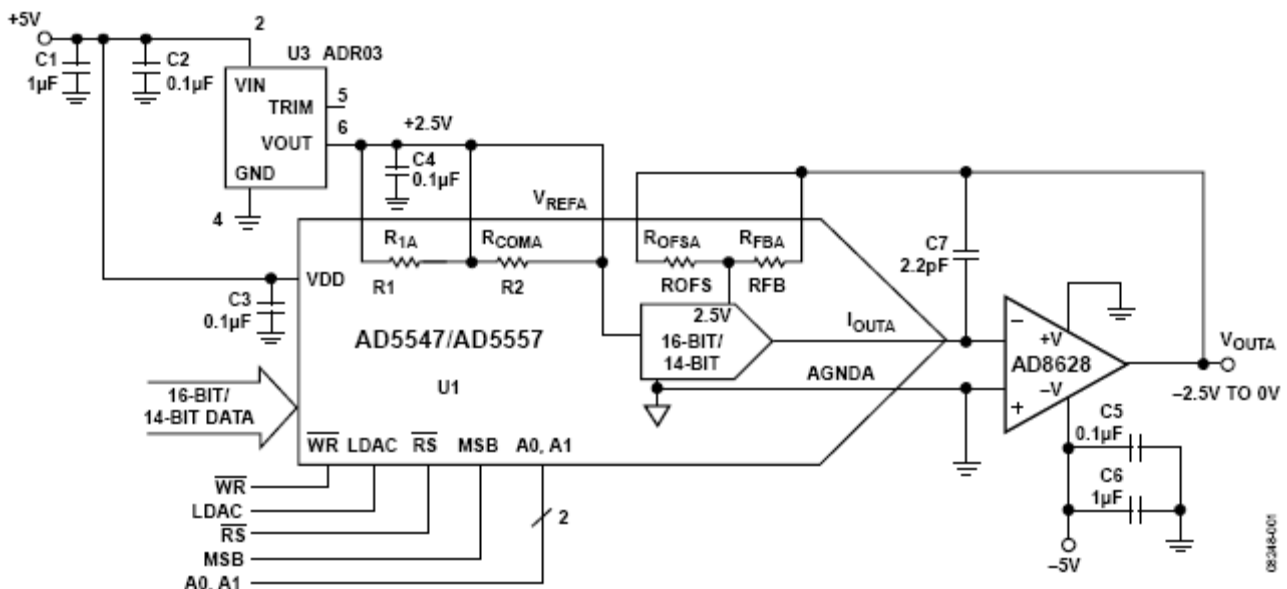 +5V
2
C1
1µF
C2
0.1µF
U3 ADR03
VIN
TRIM
5
VOUT
6
+2.5V
GND
4
C4
0.1µF
VREFA
R1A
RCOMA
ROFSA
RFBA
R1
R2
ROFS
RFB
C7
2.2pF
C3
0.1µF
VDD
2.5V
16-BIT/
14-BIT
IOUTA
AD5547/AD5557
U1
AGNDA
–
+V
AD8628
–V
+
VOUTA
–2.5V TO 0V
16-BIT/
14-BIT DATA
C5
0.1µF
C6
1µF
–5V
WR LDAC RS MSB A0, A1
WR
LDAC
RS
MSB
A0, A1
2
08248-001